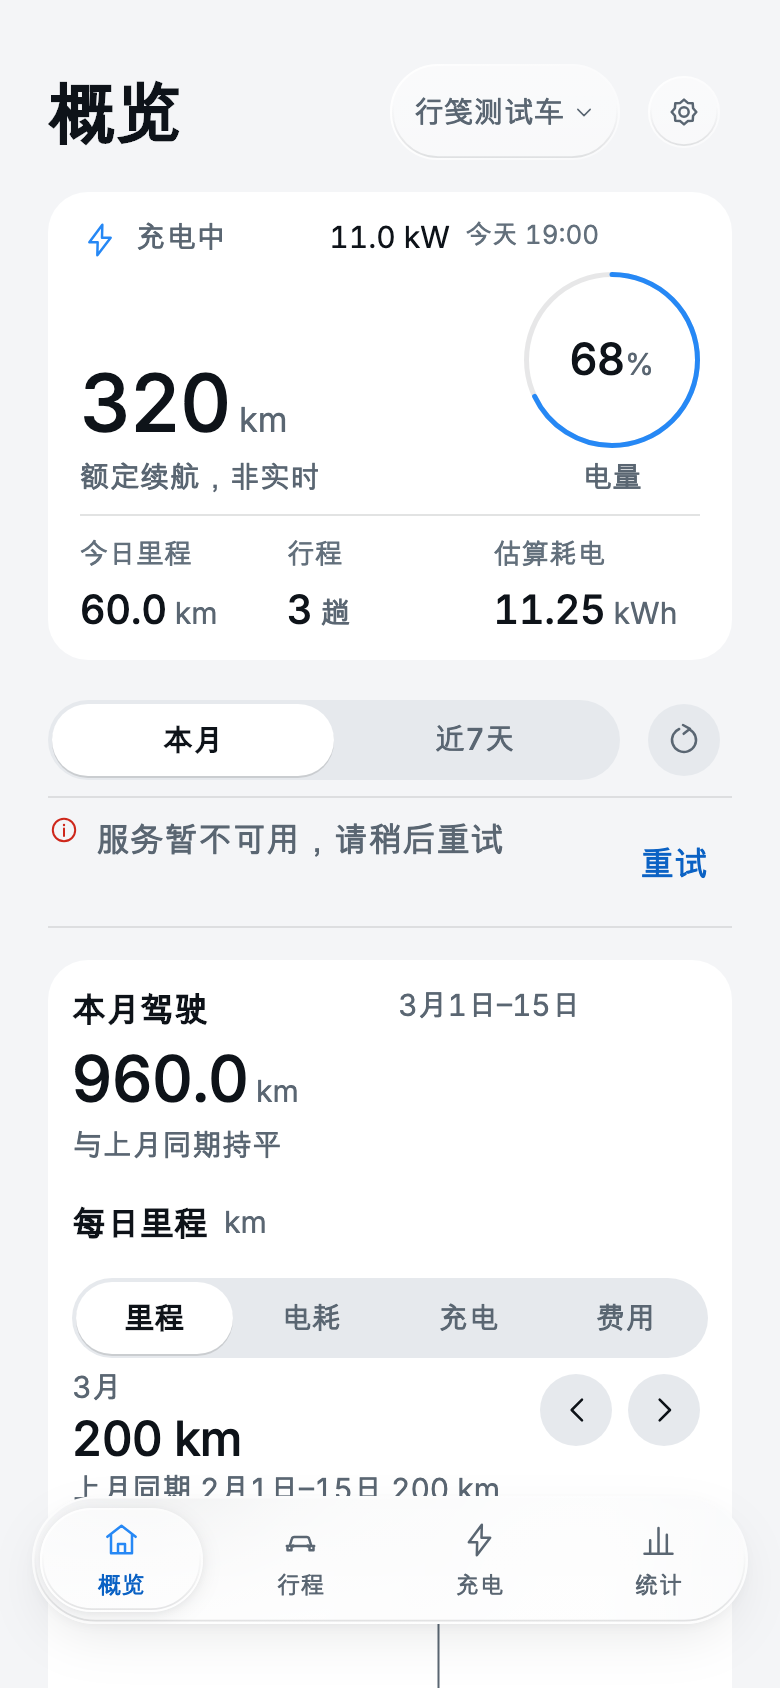 概览
行笺测试车
充电中 11.0 kW 今天 19:00
68%
320 km
额定续航，非实时
电量
今日里程 行程 估算耗电
60.0 km 3 趟 11.25 kWh
本月 近7天
服务暂不可用，请稍后重试
重试
本月驾驶 3月1日–15日
960.0 km
与上月同期持平
每日里程 km
里程 电耗 充电 费用
3月
200 km
上月同期 2月1日–15日 200 km
概览 行程 充电 统计